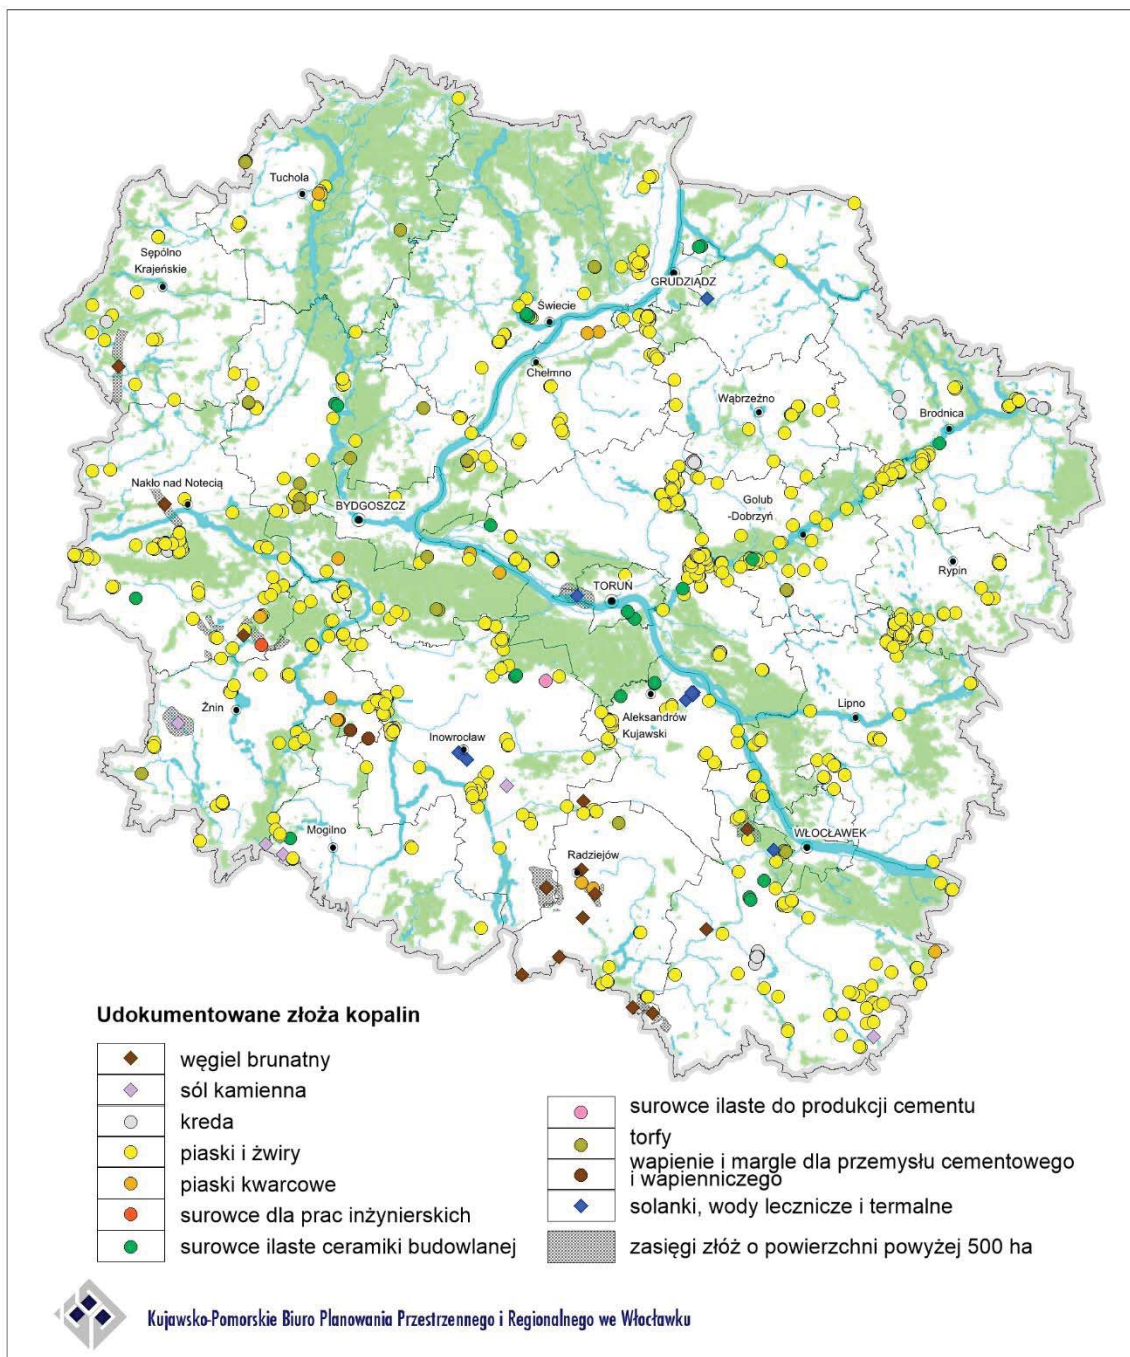 Tuchola
Sępólno
Krajeńskie
GRUDZIĄDZ
Świecie
Chełmno
Wąbrzeźno
Brodnica
Nakło nad Notecią
BYDGOSZCZ
Golub
-Dobrzyń
Rypin
TORUŃ
Żnin
Aleksandrów
Kujawski
Lipno
Inowrocław
Mogilno
WŁOCŁAWEK
Radziejów
Udokumentowane złoża kopalin
węgiel brunatny
sól kamienna
kreda
piaski i żwiry
piaski kwarcowe
surowce dla prac inżynierskich
surowce ilaste ceramiki budowlanej
surowce ilaste do produkcji cementu
torfy
wapienie i margle dla przemysłu cementowego
i wapienniczego
solanki, wody lecznicze i termalne
zasięgi złóż o powierzchni powyżej 500 ha
Kujawsko-Pomorskie Biuro Planowania Przestrzennego i Regionalnego we Włocławku